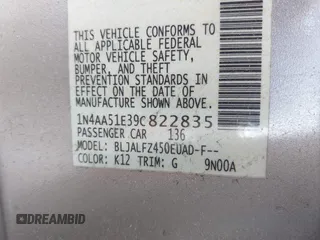 THIS VEHICLE CONFORMS TO
ALL APPLICABLE FEDERAL
MOTOR VEHICLE SAFETY,
BUMPER, AND THEFT
PREVENTION STANDARDS IN
EFFECT ON THE DATE OF
MANUFACTURE SHOWN ABOVE.
1N4AA51E39C822835
PASSENGER CAR 136
MODEL: BLJALFZ450EUAD-F--
COLOR: K12 TRIM: G 9N00A
DREAMBID.COM